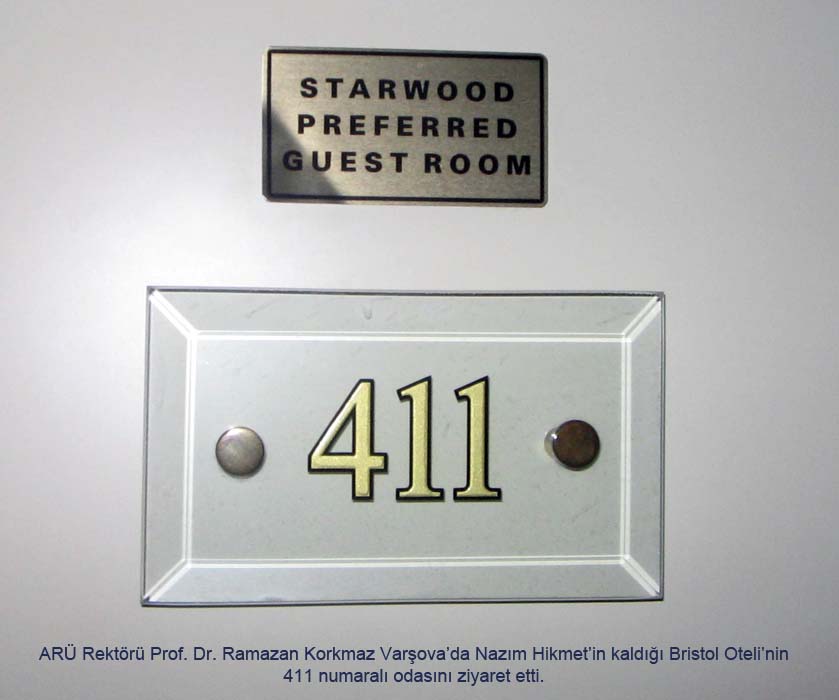 STARWOOD
PREFERRED
GUEST ROOM
411
ARÜ Rektörü Prof. Dr. Ramazan Korkmaz Varşova'da Nazım Hikmet'in kaldığı Bristol Oteli'nin
411 numaralı odasını ziyaret etti.